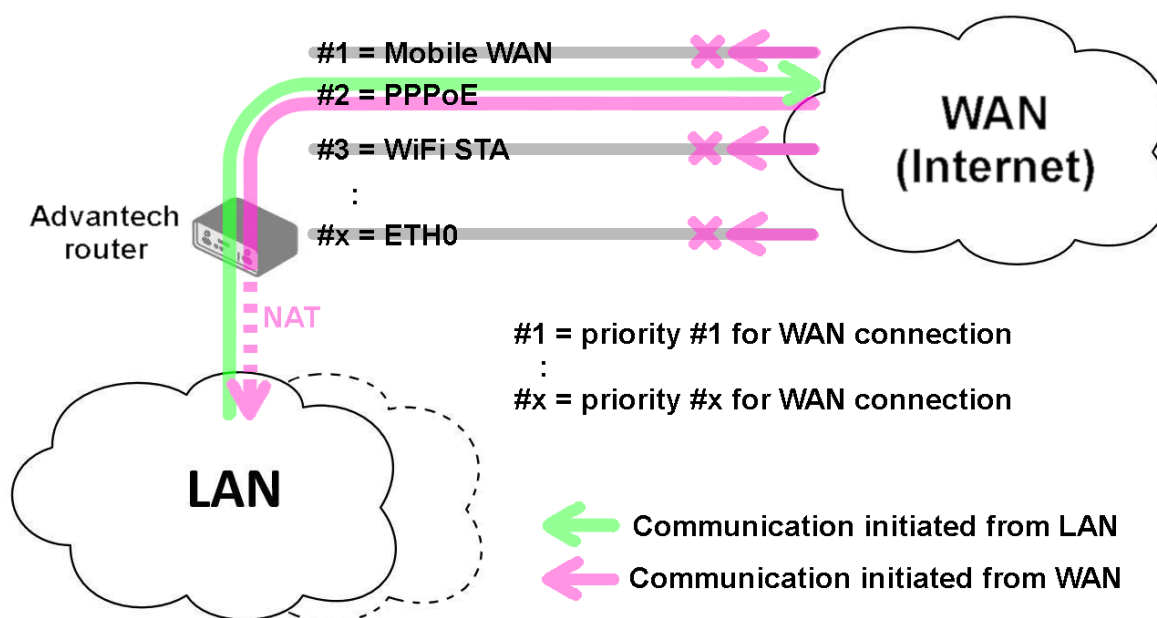 #1 = Mobile WAN
#2 = PPPoE
#3 = WiFi STA
:
#x = ETH0
WAN
(Internet)
Advantech
router
NAT
#1 = priority #1 for WAN connection
:
#x = priority #x for WAN connection
LAN
Communication initiated from LAN
Communication initiated from WAN